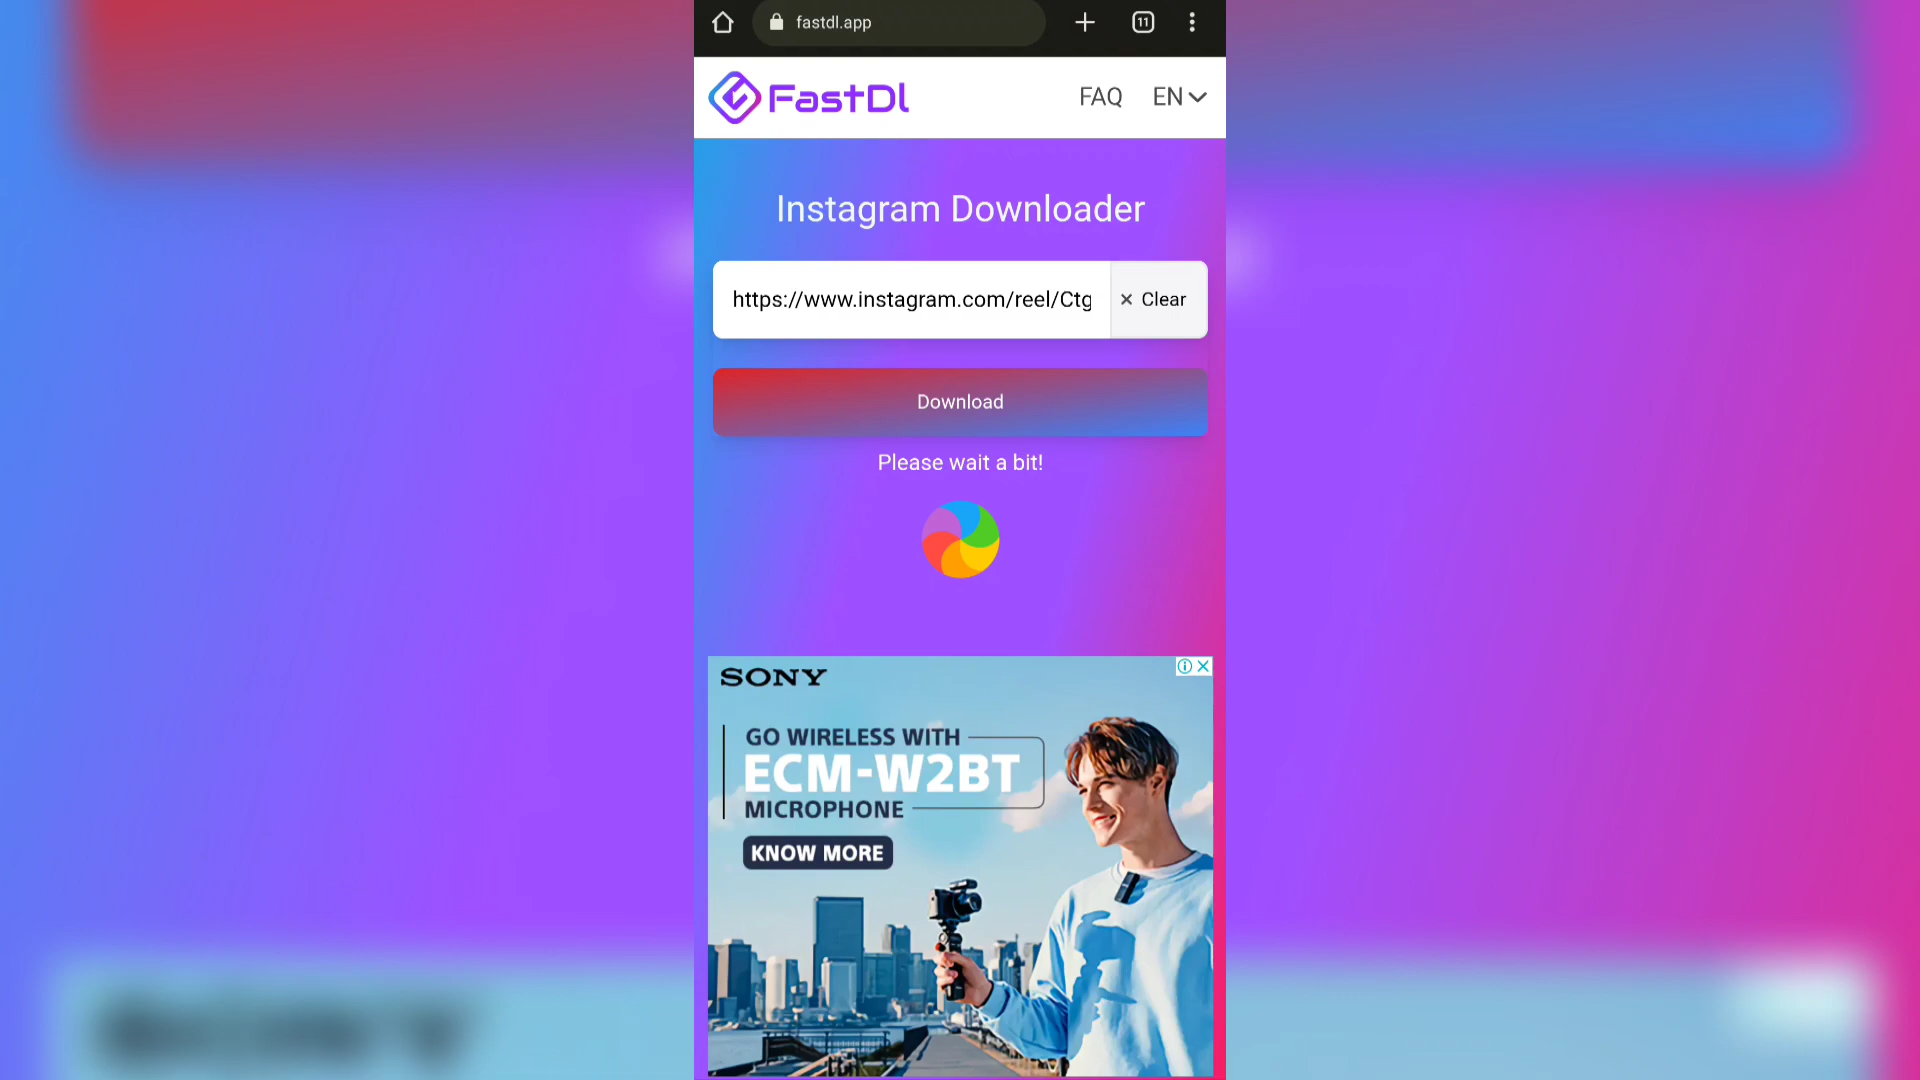 fastdl.app
11
FastDl
FAQ
EN
Instagram Downloader
https://www.instagram.com/reel/Ctg
× Clear
Download
Please wait a bit!
SONY
GO WIRELESS WITH
ECM-W2BT
MICROPHONE
KNOW MORE